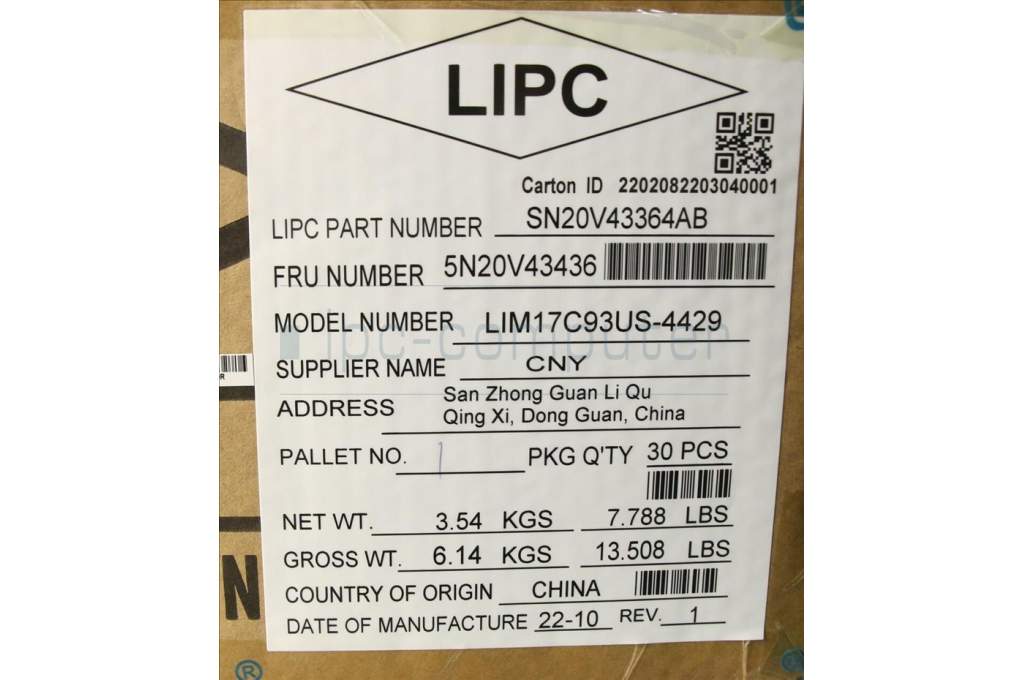 LIPC
Carton ID 2202082203040001
LIPC PART NUMBER SN20V43364AB
FRU NUMBER 5N20V43436
MODEL NUMBER LIM17C93US-4429
ipc-computer
SUPPLIER NAME CNY
ADDRESS San Zhong Guan Li Qu
Qing Xi, Dong Guan, China
PALLET NO. 1 PKG Q'TY 30 PCS
NET WT. 3.54 KGS 7.788 LBS
GROSS WT. 6.14 KGS 13.508 LBS
COUNTRY OF ORIGIN CHINA
DATE OF MANUFACTURE 22-10 REV. 1
N
®